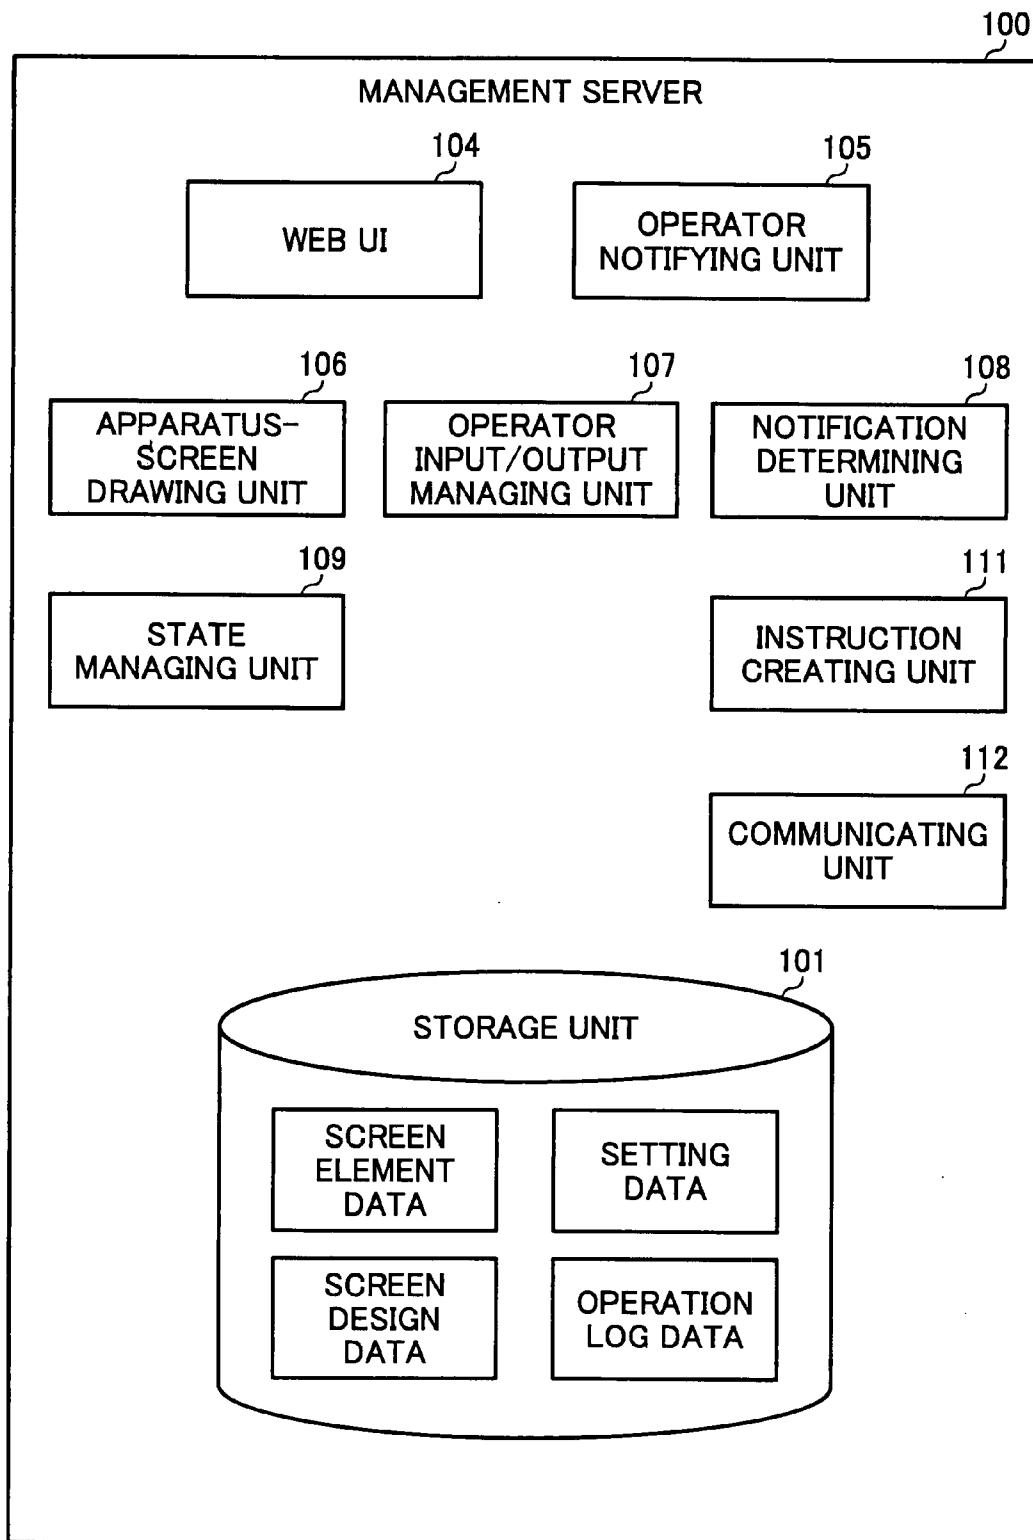 100
MANAGEMENT SERVER
104
WEB UI
105
OPERATOR
NOTIFYING UNIT
106
APPARATUS-
SCREEN
DRAWING UNIT
107
OPERATOR
INPUT/OUTPUT
MANAGING UNIT
108
NOTIFICATION
DETERMINING
UNIT
109
STATE
MANAGING UNIT
111
INSTRUCTION
CREATING UNIT
112
COMMUNICATING
UNIT
101
STORAGE UNIT
SCREEN
ELEMENT
DATA
SETTING
DATA
SCREEN
DESIGN
DATA
OPERATION
LOG DATA